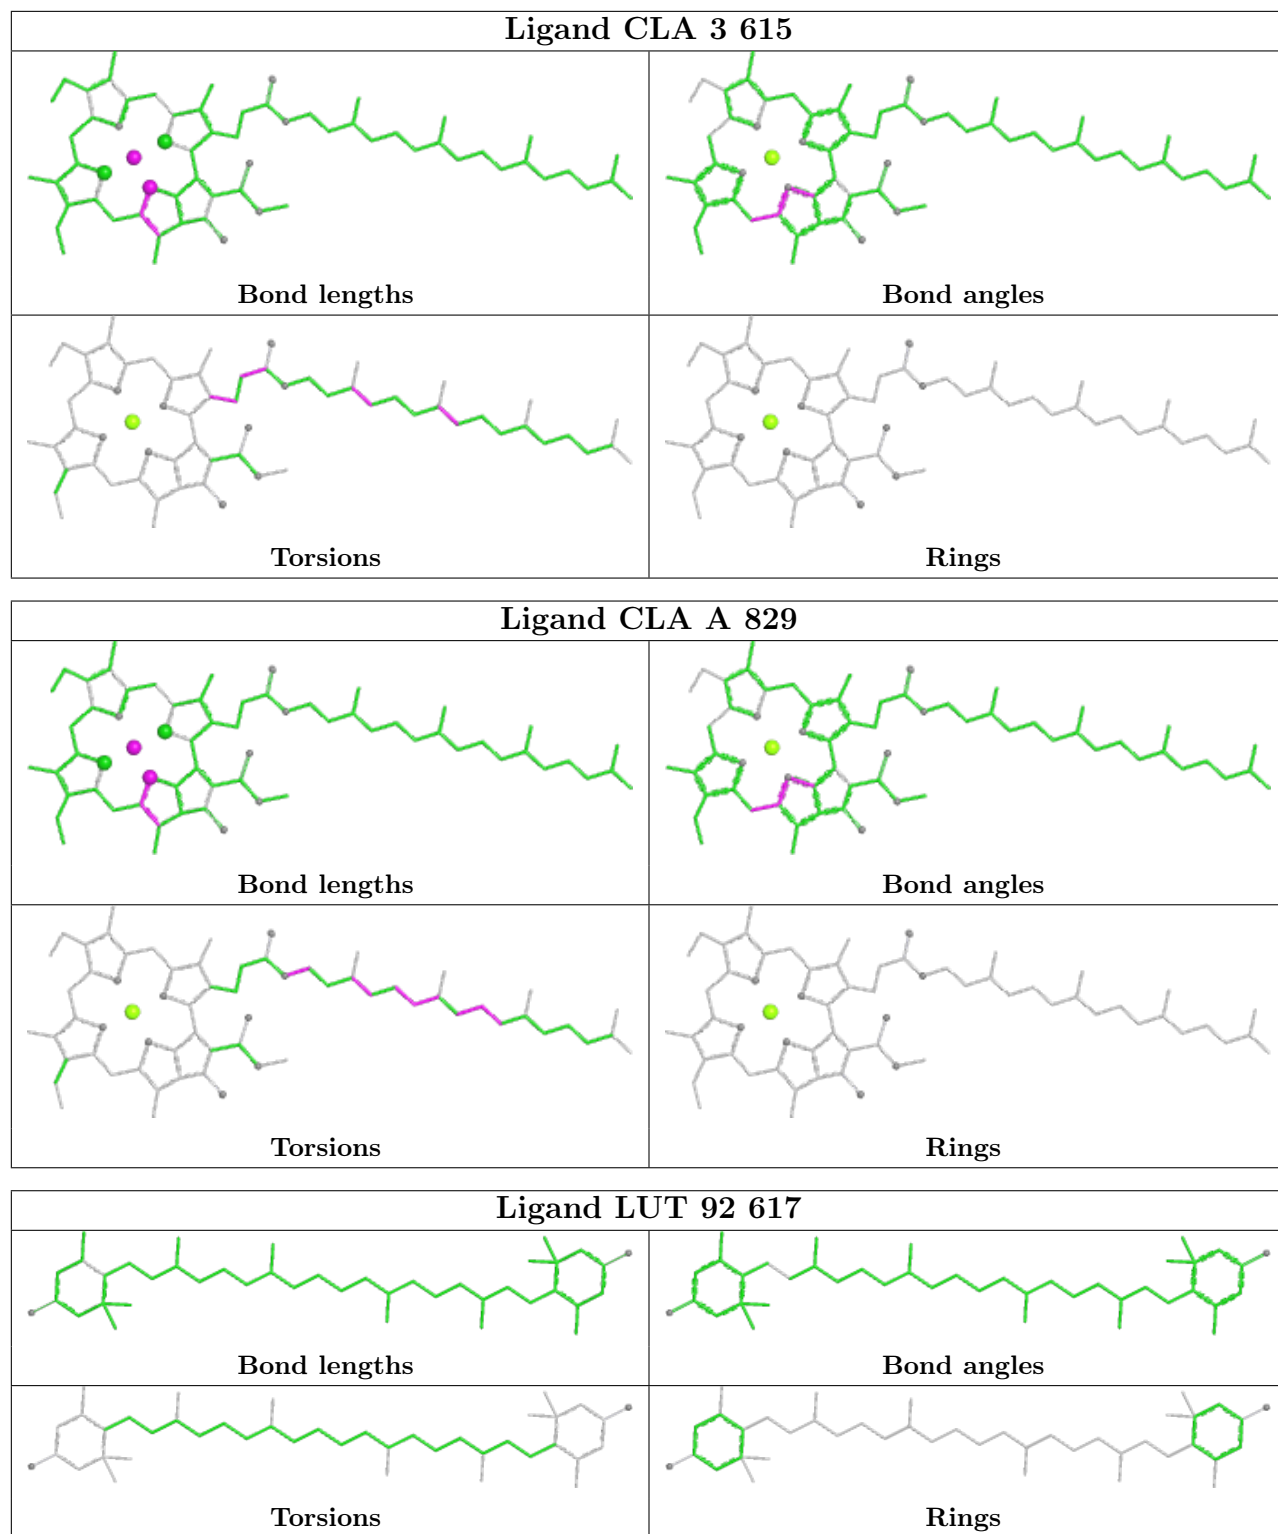 Ligand CLA 3 615
Bond lengths
Bond angles
Torsions
Rings
Ligand CLA A 829
Bond lengths
Bond angles
Torsions
Rings
Ligand LUT 92 617
Bond lengths
Bond angles
Torsions
Rings